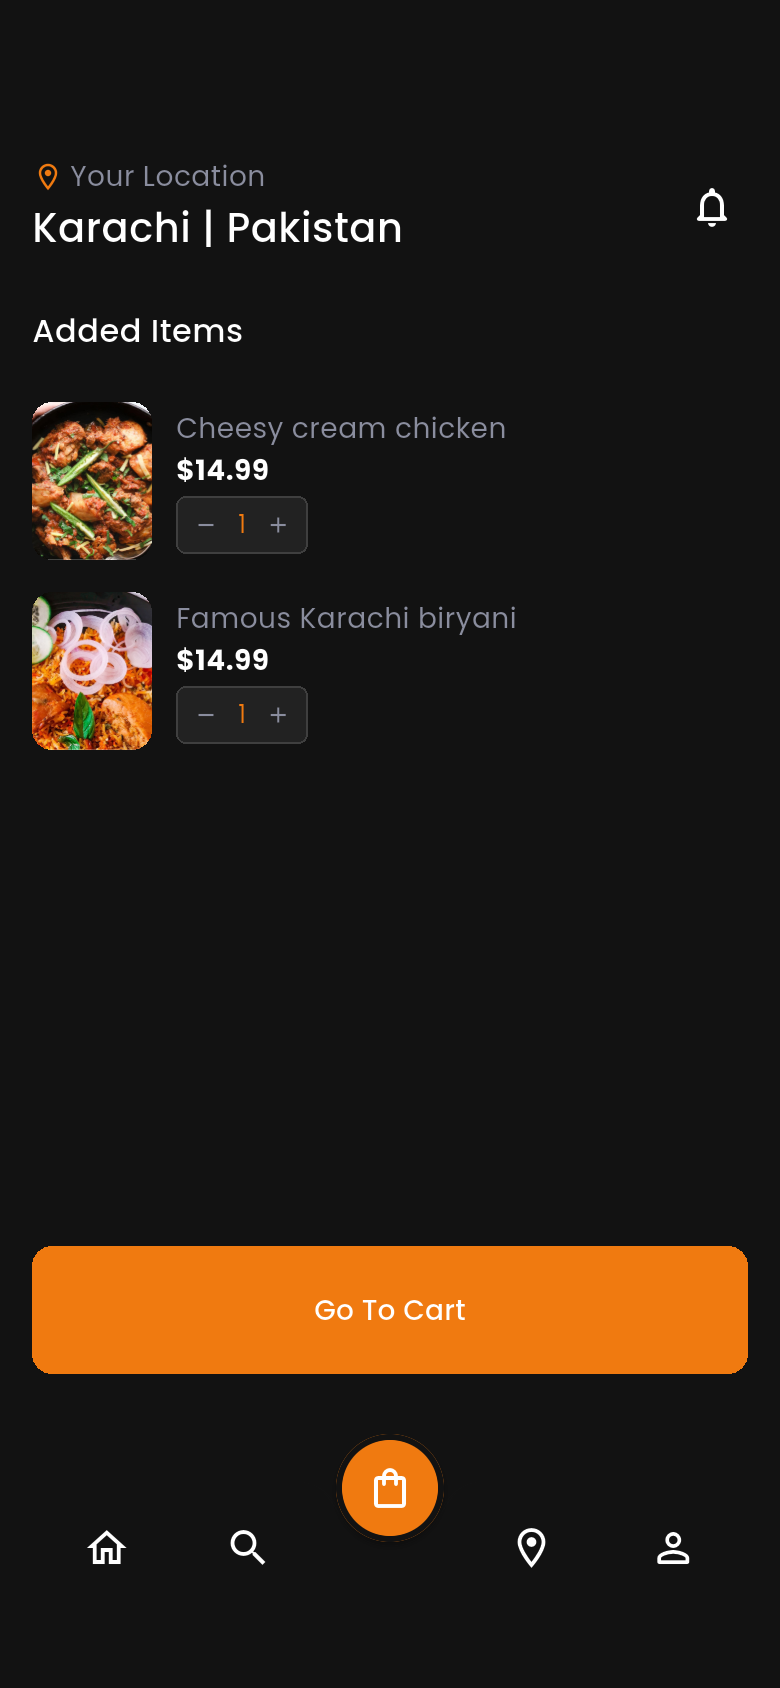 Your Location
Karachi | Pakistan
Added Items
Cheesy cream chicken
$14.99
− 1 +
Famous Karachi biryani
$14.99
− 1 +
Go To Cart